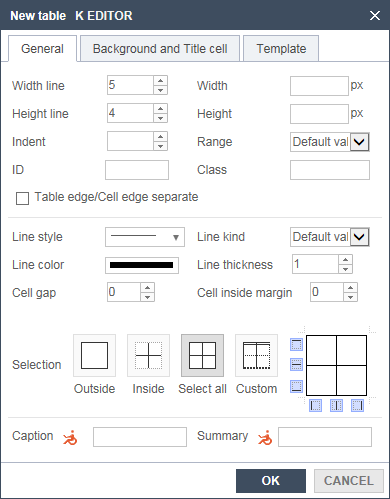 New table K EDITOR
General Background and Title cell Template
Width line 5 Width px
Height line 4 Height px
Indent Range Default val
ID Class
Table edge/Cell edge separate
Line style Line kind Default val
Line color Line thickness 1
Cell gap 0 Cell inside margin 0
Selection
Outside Inside Select all Custom
Caption Summary
OK CANCEL